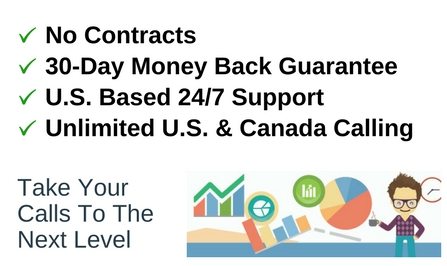 No Contracts
30-Day Money Back Guarantee
U.S. Based 24/7 Support
Unlimited U.S. & Canada Calling
Take Your
Calls To The
Next Level